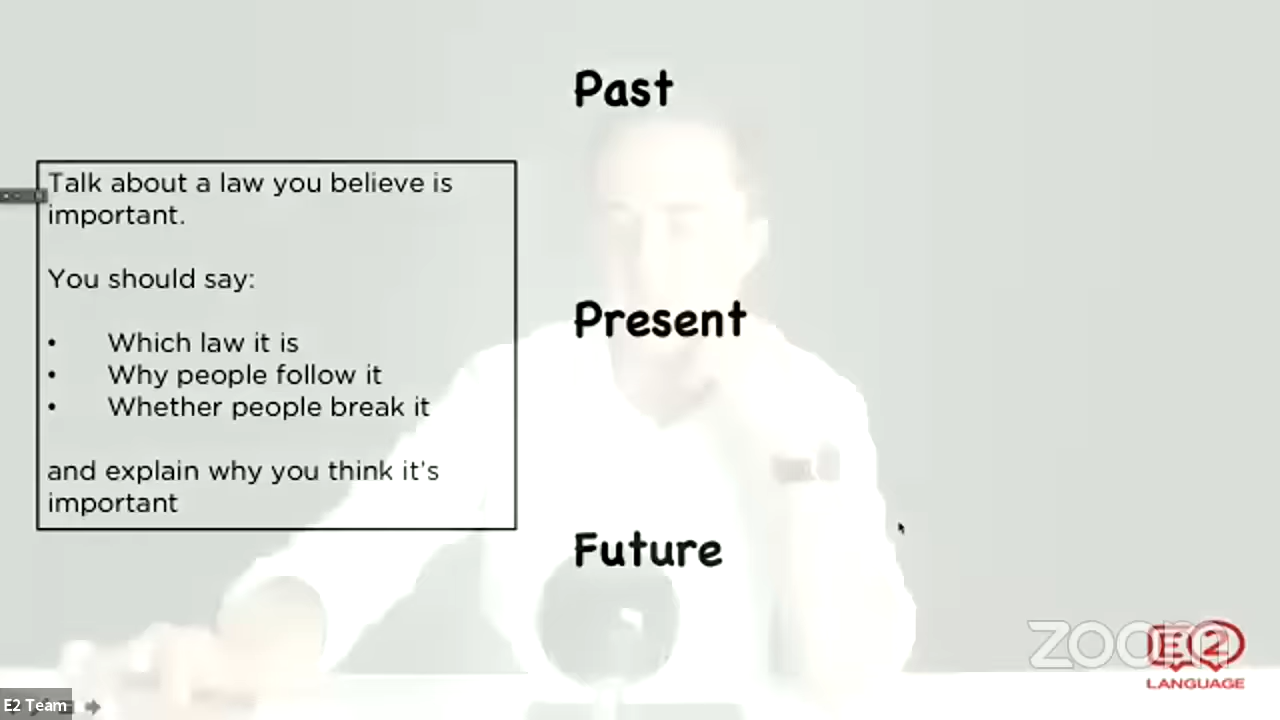 Past
Talk about a law you believe is
important.
You should say:
• Which law it is
• Why people follow it
• Whether people break it
and explain why you think it's
important
Present
Future
zoom
E2
LANGUAGE
E2 Team